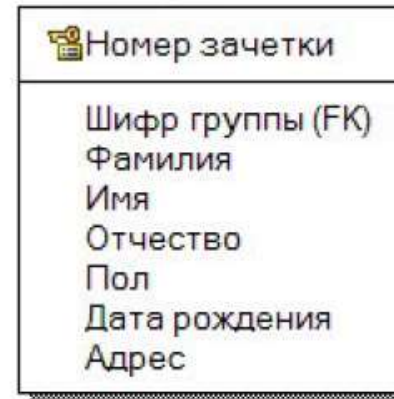 Номер зачетки
Шифр группы (FK)
Фамилия
Имя
Отчество
Пол
Дата рождения
Адрес